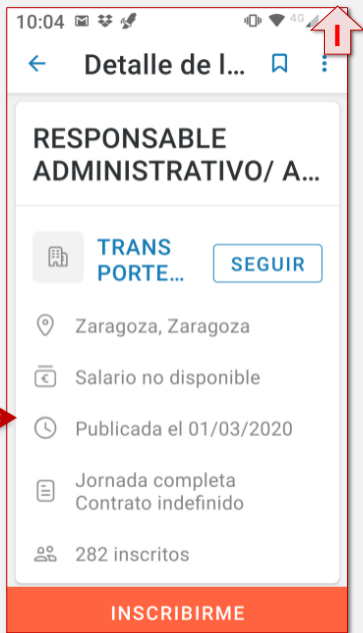 10:04 4G
I
Detalle de l...
RESPONSABLE
ADMINISTRATIVO/ A...
TRANS
PORTE...
SEGUIR
Zaragoza, Zaragoza
Salario no disponible
Publicada el 01/03/2020
Jornada completa
Contrato indefinido
282 inscritos
INSCRIBIRME